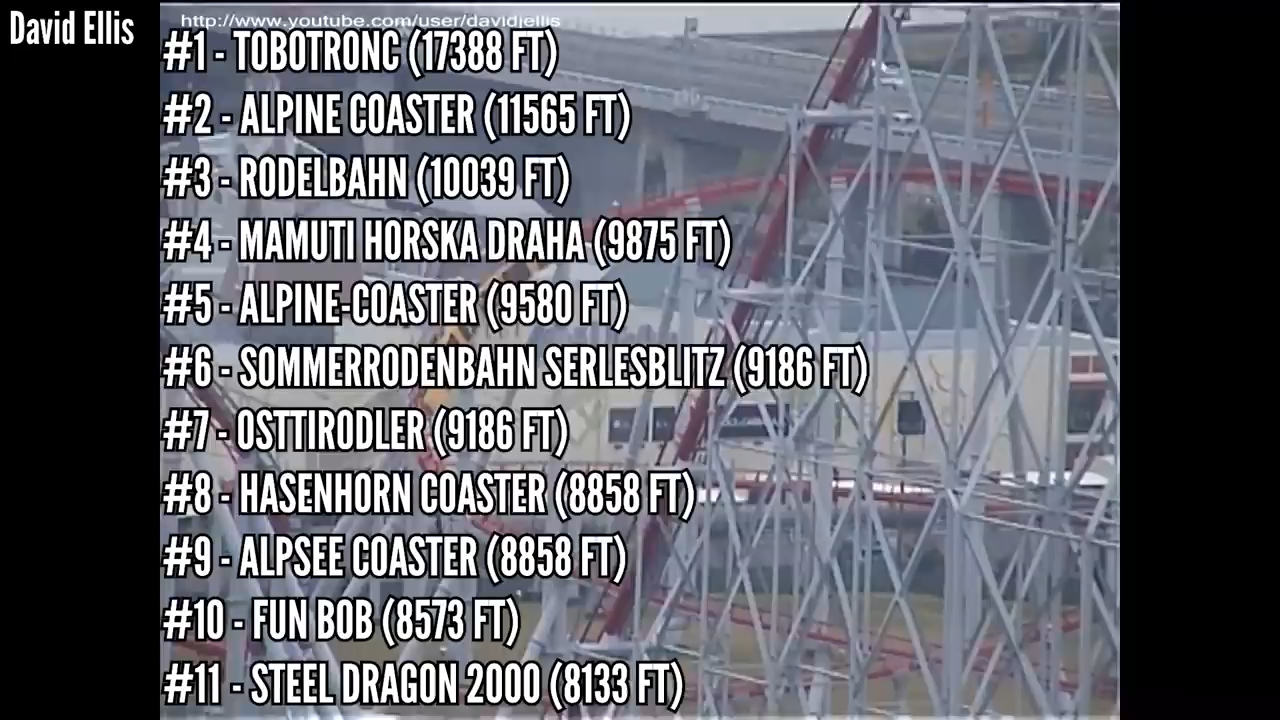 David Ellis
http://www.youtube.com/user/davidjellis
#1 - TOBOTRONC (17388 FT)
#2 - ALPINE COASTER (11565 FT)
#3 - RODELBAHN (10039 FT)
#4 - MAMUTI HORSKA DRAHA (9875 FT)
#5 - ALPINE-COASTER (9580 FT)
#6 - SOMMERRODENBAHN SERLESBLITZ (9186 FT)
#7 - OSTTIRODLER (9186 FT)
#8 - HASENHORN COASTER (8858 FT)
#9 - ALPSEE COASTER (8858 FT)
#10 - FUN BOB (8573 FT)
#11 - STEEL DRAGON 2000 (8133 FT)